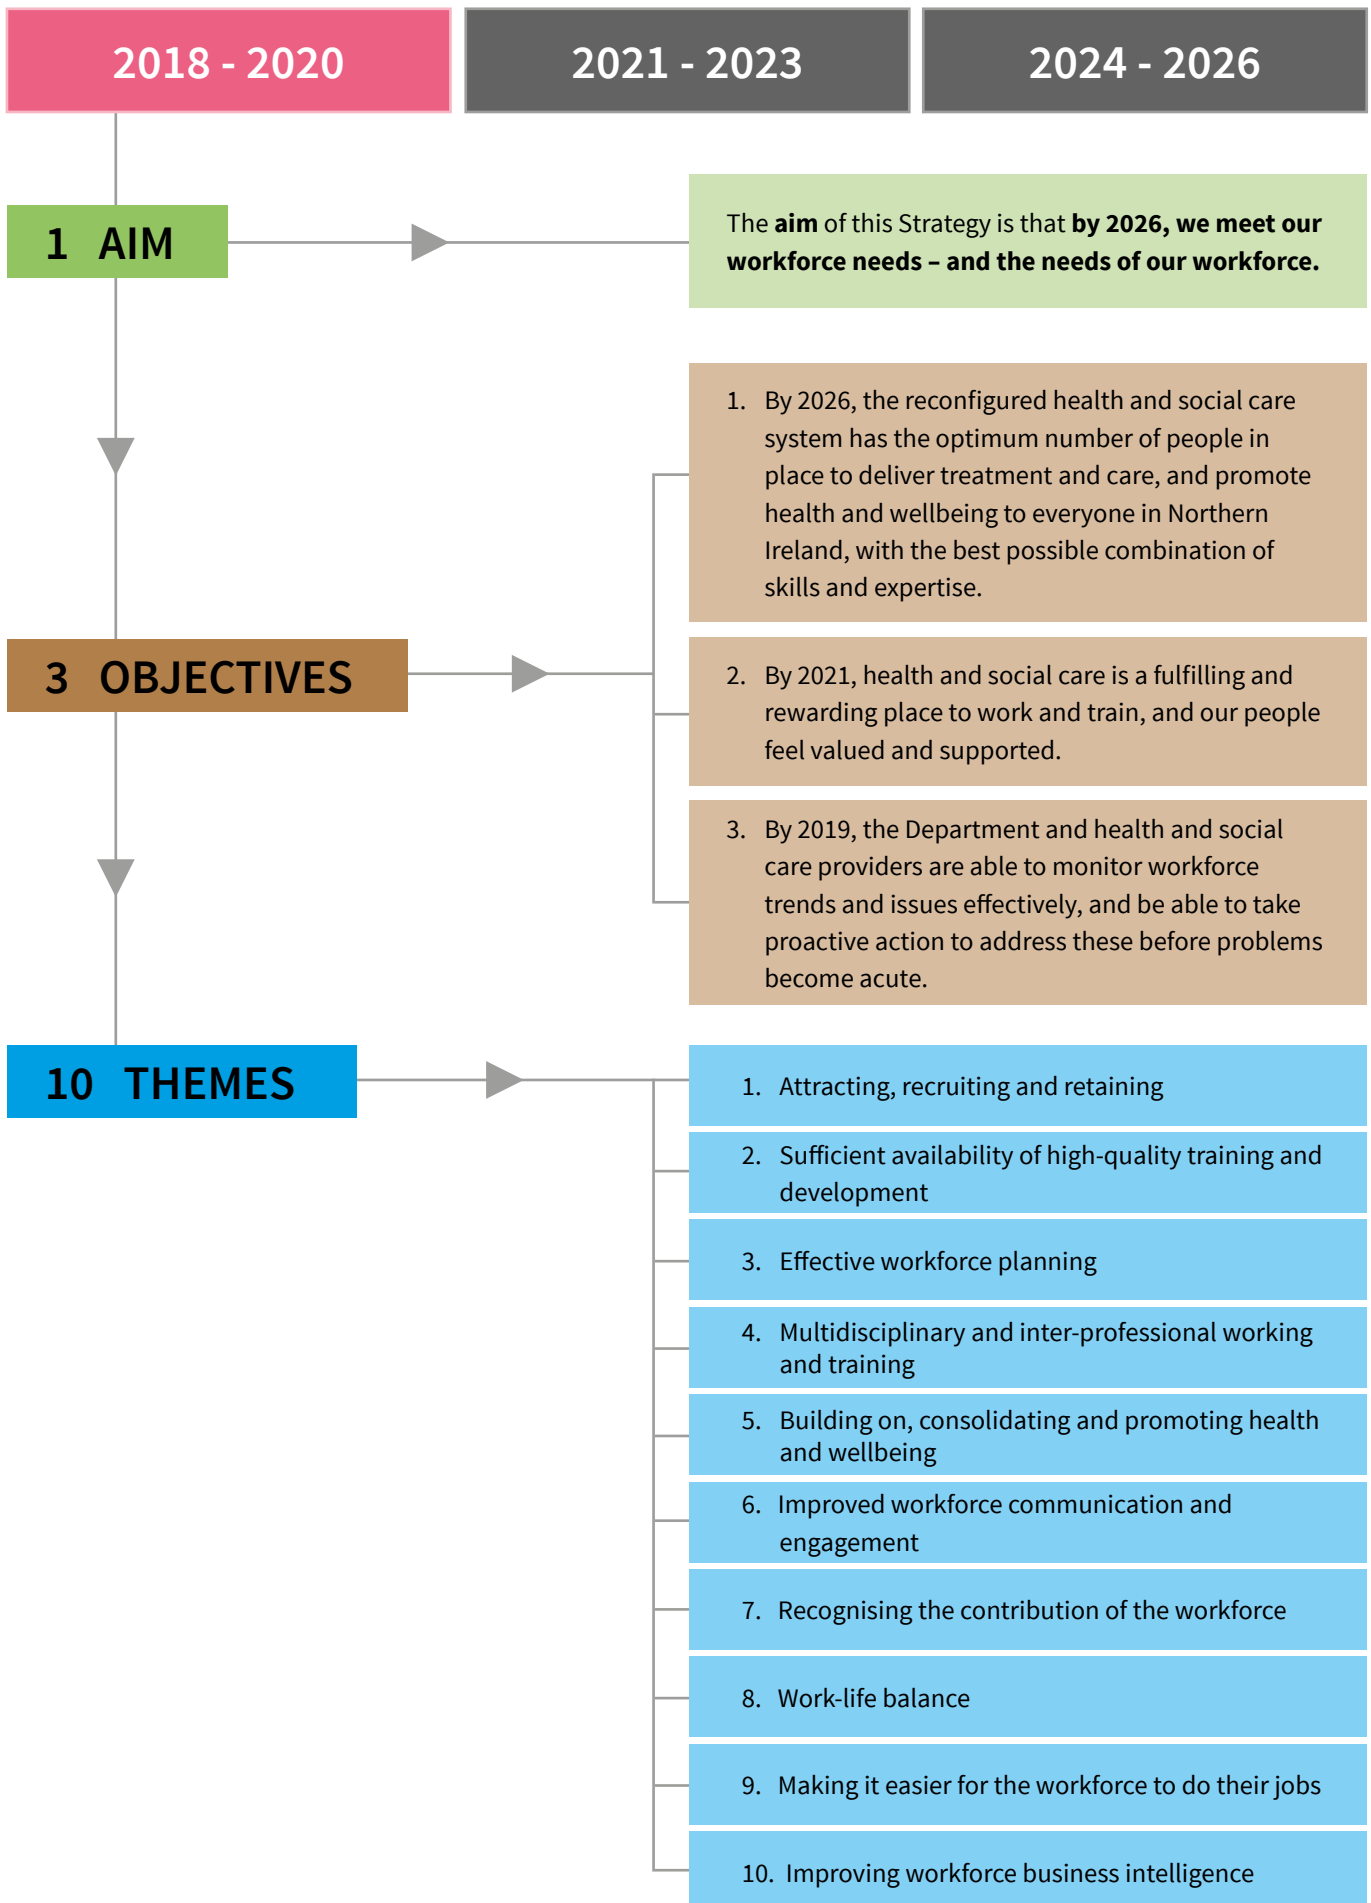 2018 - 2020
2021 - 2023
2024 - 2026
1 AIM
The aim of this Strategy is that by 2026, we meet our
workforce needs – and the needs of our workforce.
3 OBJECTIVES
1. By 2026, the reconfigured health and social care
system has the optimum number of people in
place to deliver treatment and care, and promote
health and wellbeing to everyone in Northern
Ireland, with the best possible combination of
skills and expertise.
2. By 2021, health and social care is a fulfilling and
rewarding place to work and train, and our people
feel valued and supported.
3. By 2019, the Department and health and social
care providers are able to monitor workforce
trends and issues effectively, and be able to take
proactive action to address these before problems
become acute.
10 THEMES
1. Attracting, recruiting and retaining
2. Sufficient availability of high-quality training and
development
3. Effective workforce planning
4. Multidisciplinary and inter-professional working
and training
5. Building on, consolidating and promoting health
and wellbeing
6. Improved workforce communication and
engagement
7. Recognising the contribution of the workforce
8. Work-life balance
9. Making it easier for the workforce to do their jobs
10. Improving workforce business intelligence